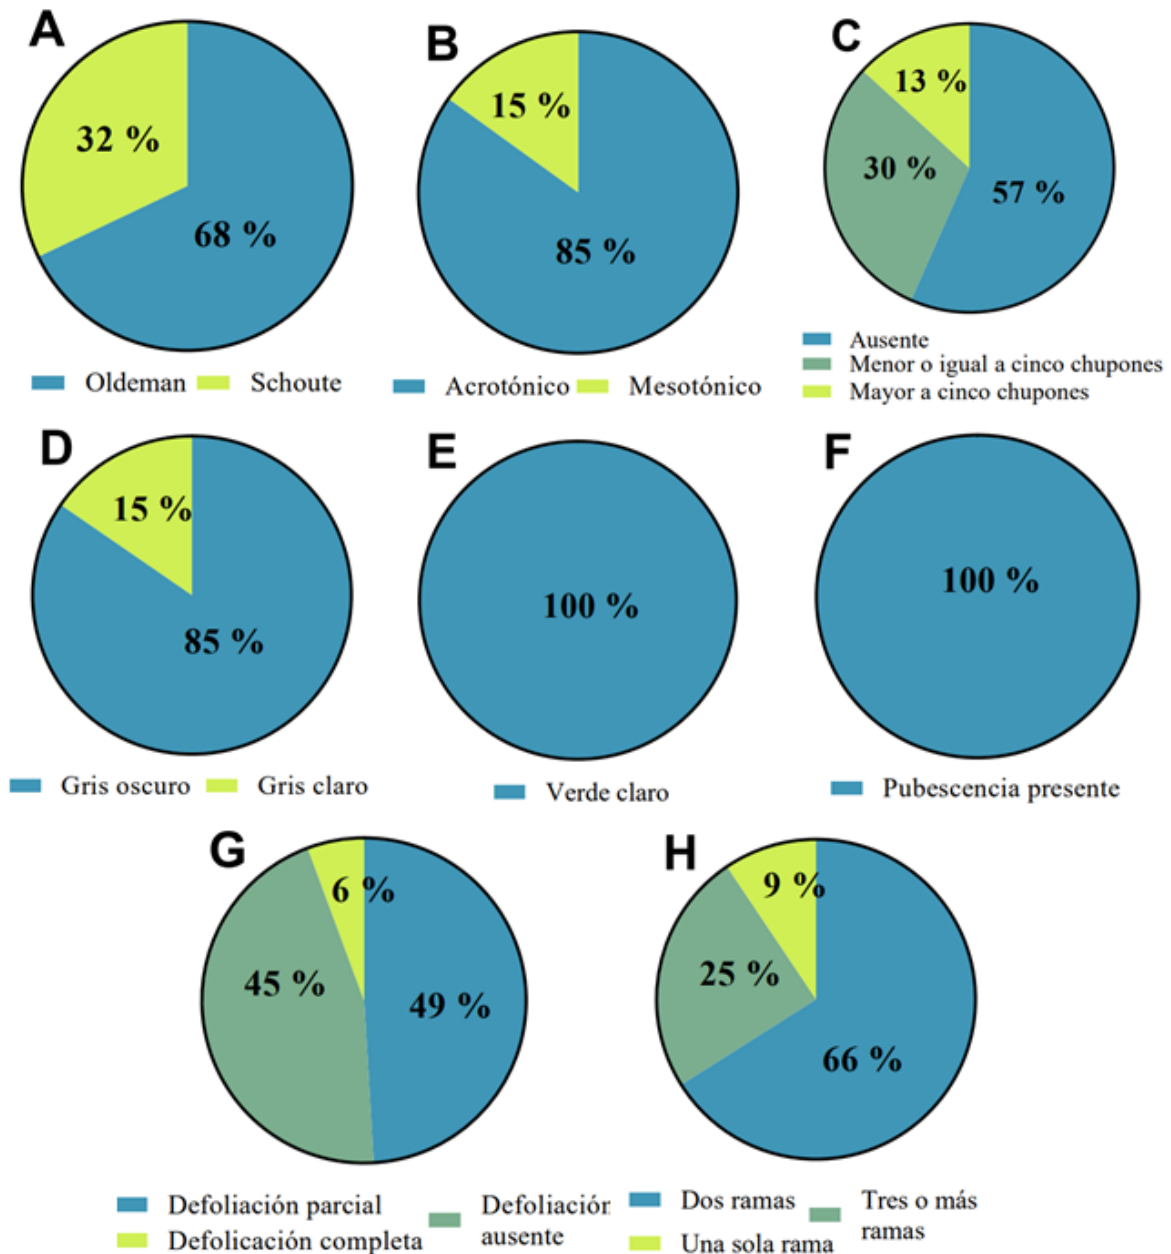 A
32 %
68 %
Oldeman
Schoute
B
15 %
85 %
Acrotónico
Mesotónico
C
13 %
30 %
57 %
Ausente
Menor o igual a cinco chupones
Mayor a cinco chupones
D
15 %
85 %
Gris oscuro
Gris claro
E
100 %
Verde claro
F
100 %
Pubescencia presente
G
6 %
45 %
49 %
Defoliación parcial
Defolicación completa
Defoliación
ausente
H
9 %
25 %
66 %
Dos ramas
Una sola rama
Tres o más
ramas